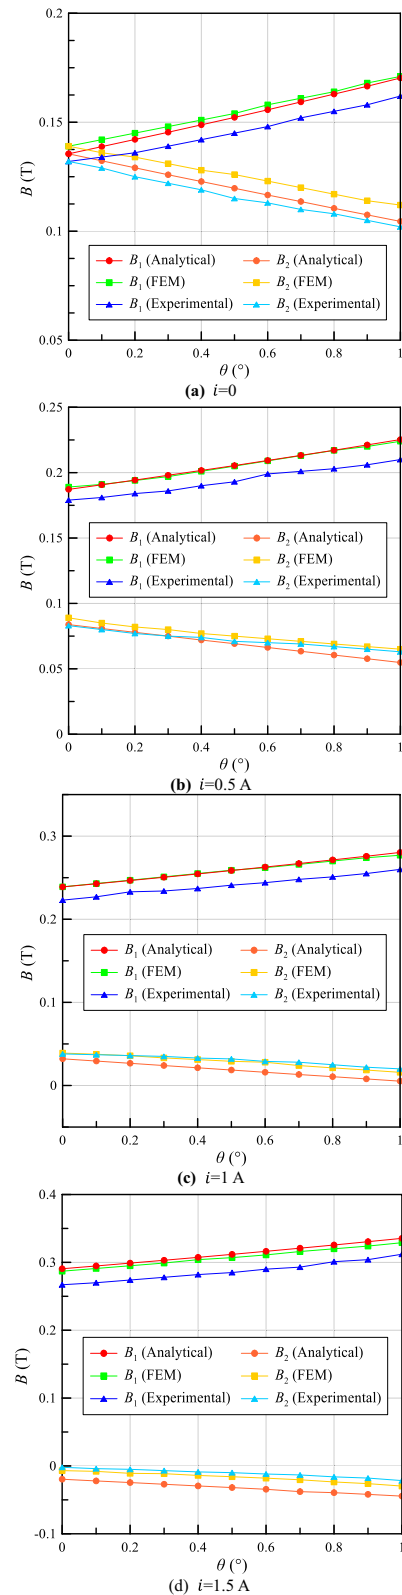 0.2
0.15
B (T)
0.1
B₁ (Analytical) B₂ (Analytical)
B₁ (FEM) B₂ (FEM)
B₁ (Experimental) B₂ (Experimental)
0.05
0 0.2 0.4 0.6 0.8 1
θ (°)
(a) i=0
0.25
0.2
0.15
B (T)
B₁ (Analytical) B₂ (Analytical)
B₁ (FEM) B₂ (FEM)
B₁ (Experimental) B₂ (Experimental)
0.1
0.05
0
0 0.2 0.4 0.6 0.8 1
θ (°)
(b) i=0.5 A
0.3
0.2
B (T)
B₁ (Analytical) B₂ (Analytical)
B₁ (FEM) B₂ (FEM)
B₁ (Experimental) B₂ (Experimental)
0.1
0
0 0.2 0.4 0.6 0.8 1
θ (°)
(c) i=1 A
0.4
0.3
0.2
B (T)
B₁ (Analytical) B₂ (Analytical)
B₁ (FEM) B₂ (FEM)
B₁ (Experimental) B₂ (Experimental)
0.1
0
-0.1
0 0.2 0.4 0.6 0.8 1
θ (°)
(d) i=1.5 A